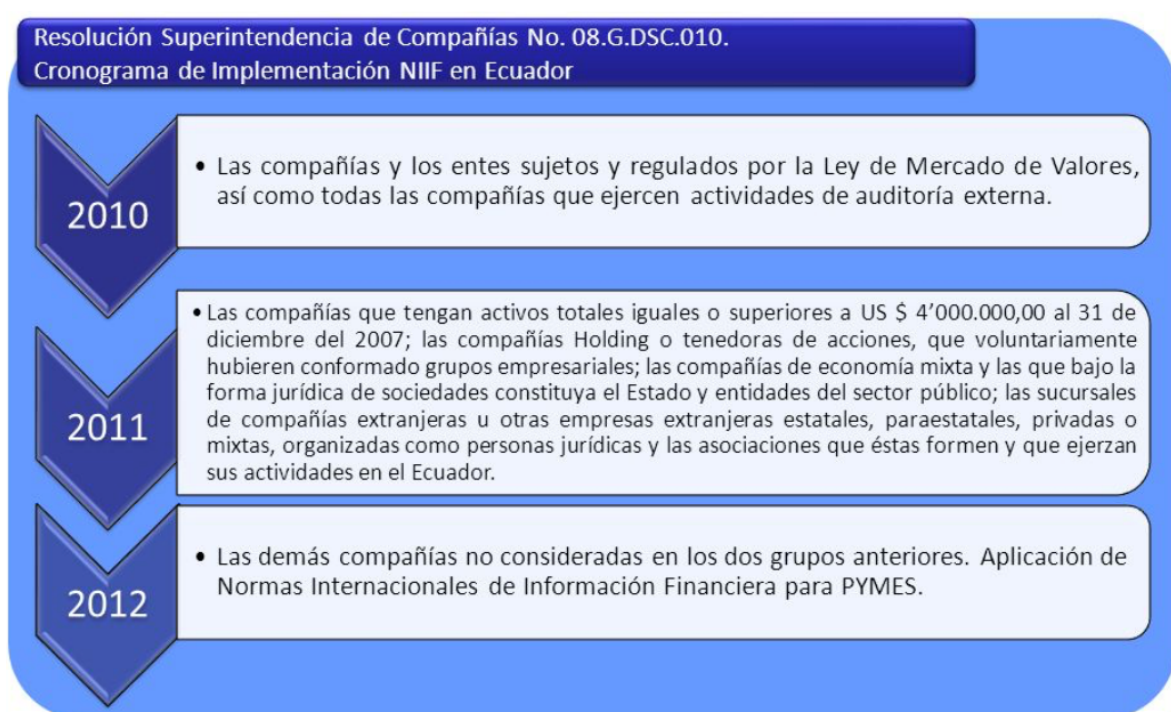 Resolución Superintendencia de Compañías No. 08.G.DSC.010.
Cronograma de Implementación NIIF en Ecuador
2010
• Las compañías y los entes sujetos y regulados por la Ley de Mercado de Valores,
así como todas las compañías que ejercen actividades de auditoría externa.
2011
• Las compañías que tengan activos totales iguales o superiores a US $ 4’000.000,00 al 31 de
diciembre del 2007; las compañías Holding o tenedoras de acciones, que voluntariamente
hubieren conformado grupos empresariales; las compañías de economía mixta y las que bajo la
forma jurídica de sociedades constituya el Estado y entidades del sector público; las sucursales
de compañías extranjeras u otras empresas extranjeras estatales, paraestatales, privadas o
mixtas, organizadas como personas jurídicas y las asociaciones que éstas formen y que ejerzan
sus actividades en el Ecuador.
2012
• Las demás compañías no consideradas en los dos grupos anteriores. Aplicación de
Normas Internacionales de Información Financiera para PYMES.